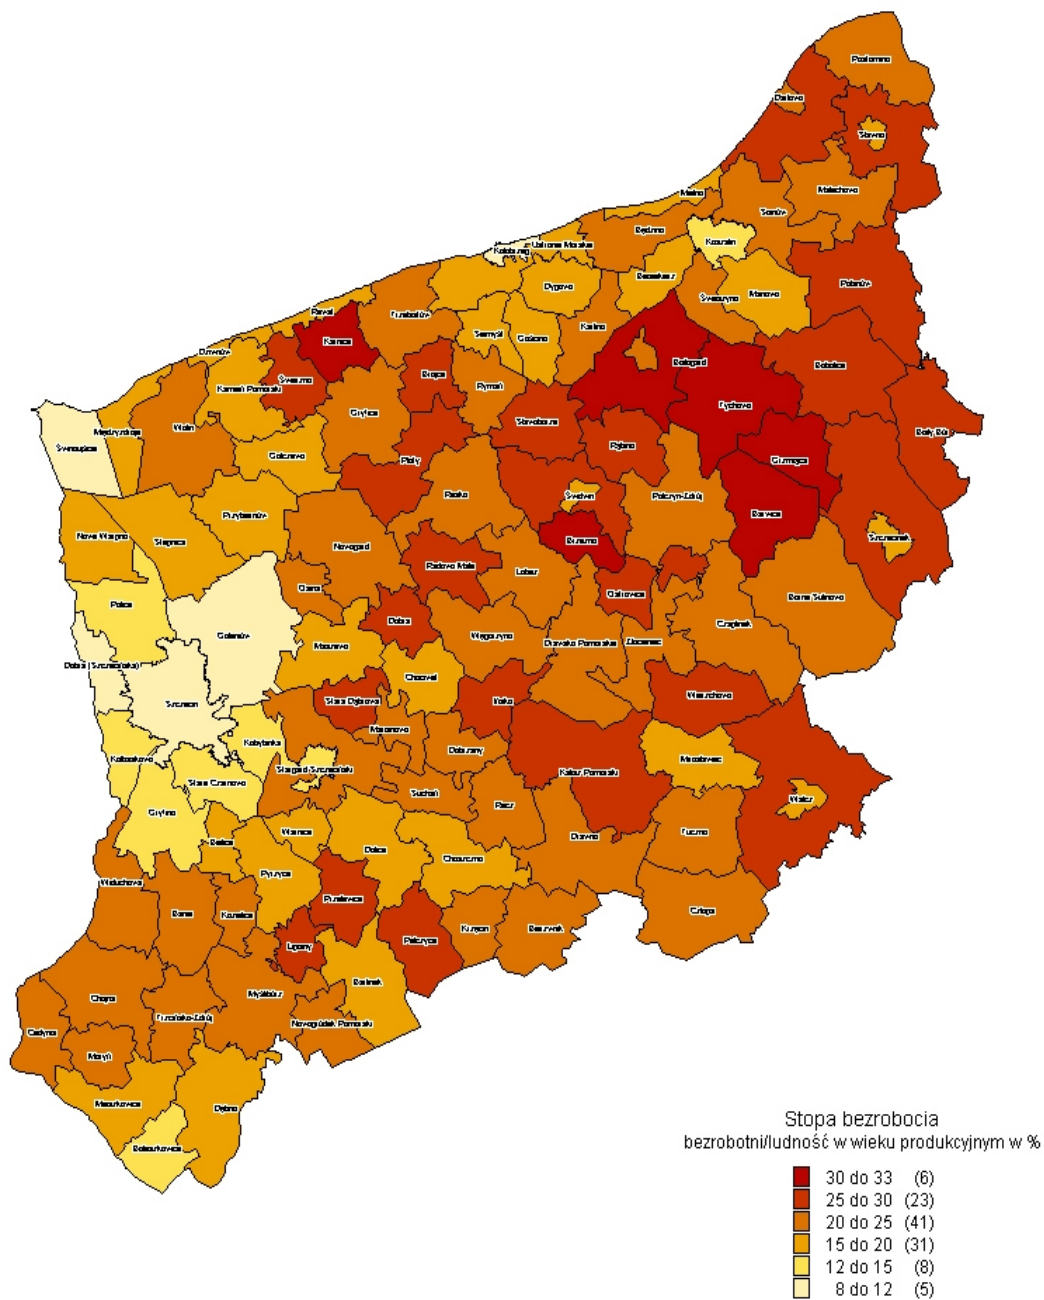 Postomino
Darłowo
Sławno
Malechowo
Mielno
Sianów
Będzino
Koszalin
Kołobrzeg
Ustronie Morskie
Polanów
Biesiekierz
Dygowo
Manowo
Świeszyno
Rewal
Trzebiatów
Karlino
Siemyśl
Gościno
Karnice
Dziwnów
Białogard
Bobolice
Świerzno
Brojce
Kamień Pomorski
Rymań
Tychowo
Gryfice
Sławoborze
Wolin
Międzyzdroje
Biały Bór
Rąbino
Świnoujście
Golczewo
Płoty
Grzmiąca
Resko
Świdwin
Połczyn-Zdrój
Barwice
Przybiernów
Nowe Warpno
Stepnica
Szczecinek
Brzeżno
Nowogard
Radowo Małe
Łobez
Osina
Ostrowice
Borne Sulinowo
Police
Dobra
Czaplinek
Goleniów
Węgorzyno
Drawsko Pomorskie
Złocieniec
Maszewo
Dobra (Szczecińska)
Chociwel
Wierzchowo
Szczecin
Stara Dąbrowa
Ińsko
Marianowo
Kobylanka
Dobrzany
Kołbaskowo
Mirosławiec
Stargard Szczeciński
Kalisz Pomorski
Stare Czarnowo
Suchań
Wałcz
Recz
Gryfino
Warnice
Tuczno
Drawno
Bielice
Dolice
Choszczno
Pyrzyce
Widuchowa
Przelewice
Banie
Kozielice
Człopa
Krzęcin
Bierzwnik
Pełczyce
Lipiany
Barlinek
Myślibórz
Chojna
Trzcińsko-Zdrój
Nowogródek Pomorski
Cedynia
Moryń
Mieszkowice
Dębno
Boleszkowice
Stopa bezrobocia
bezrobotni/ludność w wieku produkcyjnym w %
30 do 33 (6)
25 do 30 (23)
20 do 25 (41)
15 do 20 (31)
12 do 15 (8)
8 do 12 (5)